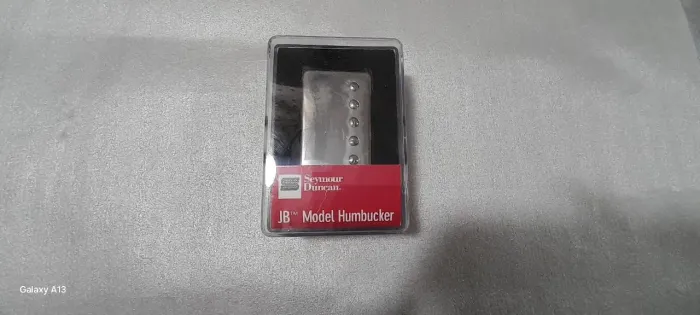 Seymour
Duncan.
JB™ Model Humbucker
Galaxy A13